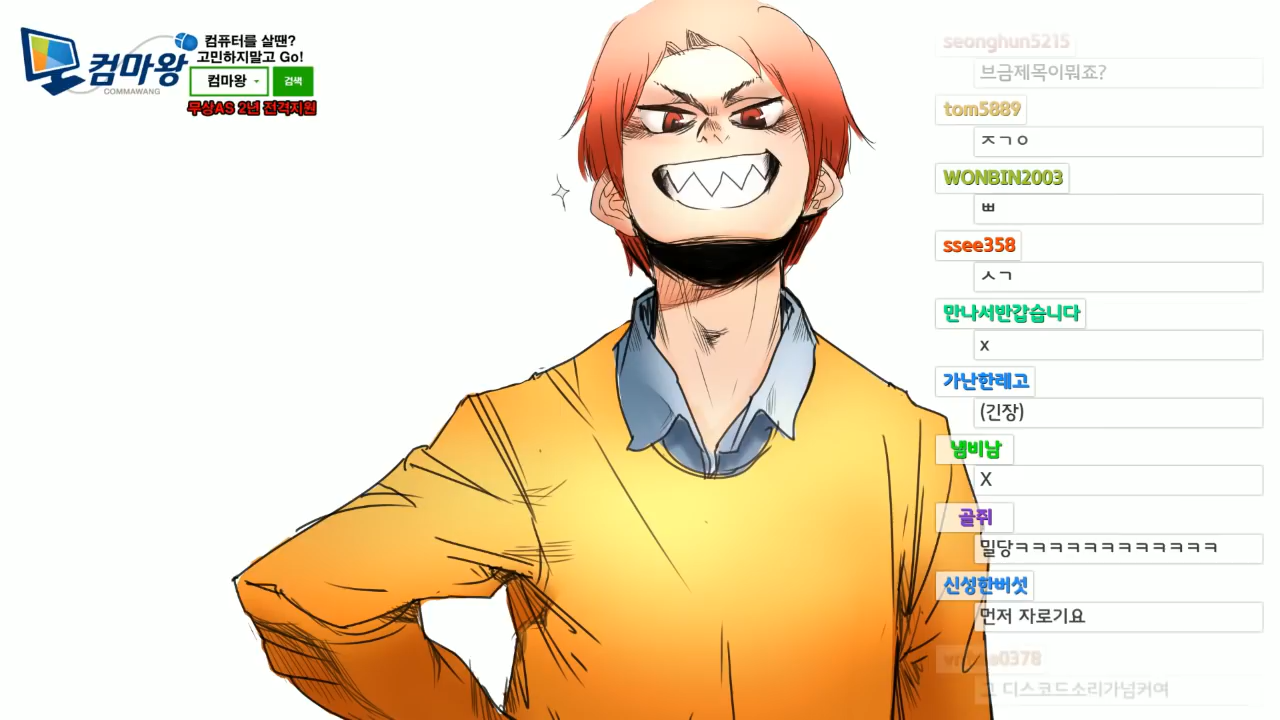 컴마왕
COMMAWANG
컴퓨터를 살땐?
고민하지말고 Go!
컴마왕
검색
무상AS 2년 전격지원
seonghun5215
브금제목이뭐죠?
tom5889
ㅈㄱㅇ
WONBIN2003
ㅃ
ssee358
ㅅㄱ
만나서반갑습니다
x
가난한레고
(긴장)
냄비남
X
골쥐
밀당ㅋㅋㅋㅋㅋㅋㅋㅋㅋㅋㅋㅋ
신성한버섯
먼저 자로기요
그 디스코드소리가넘커여